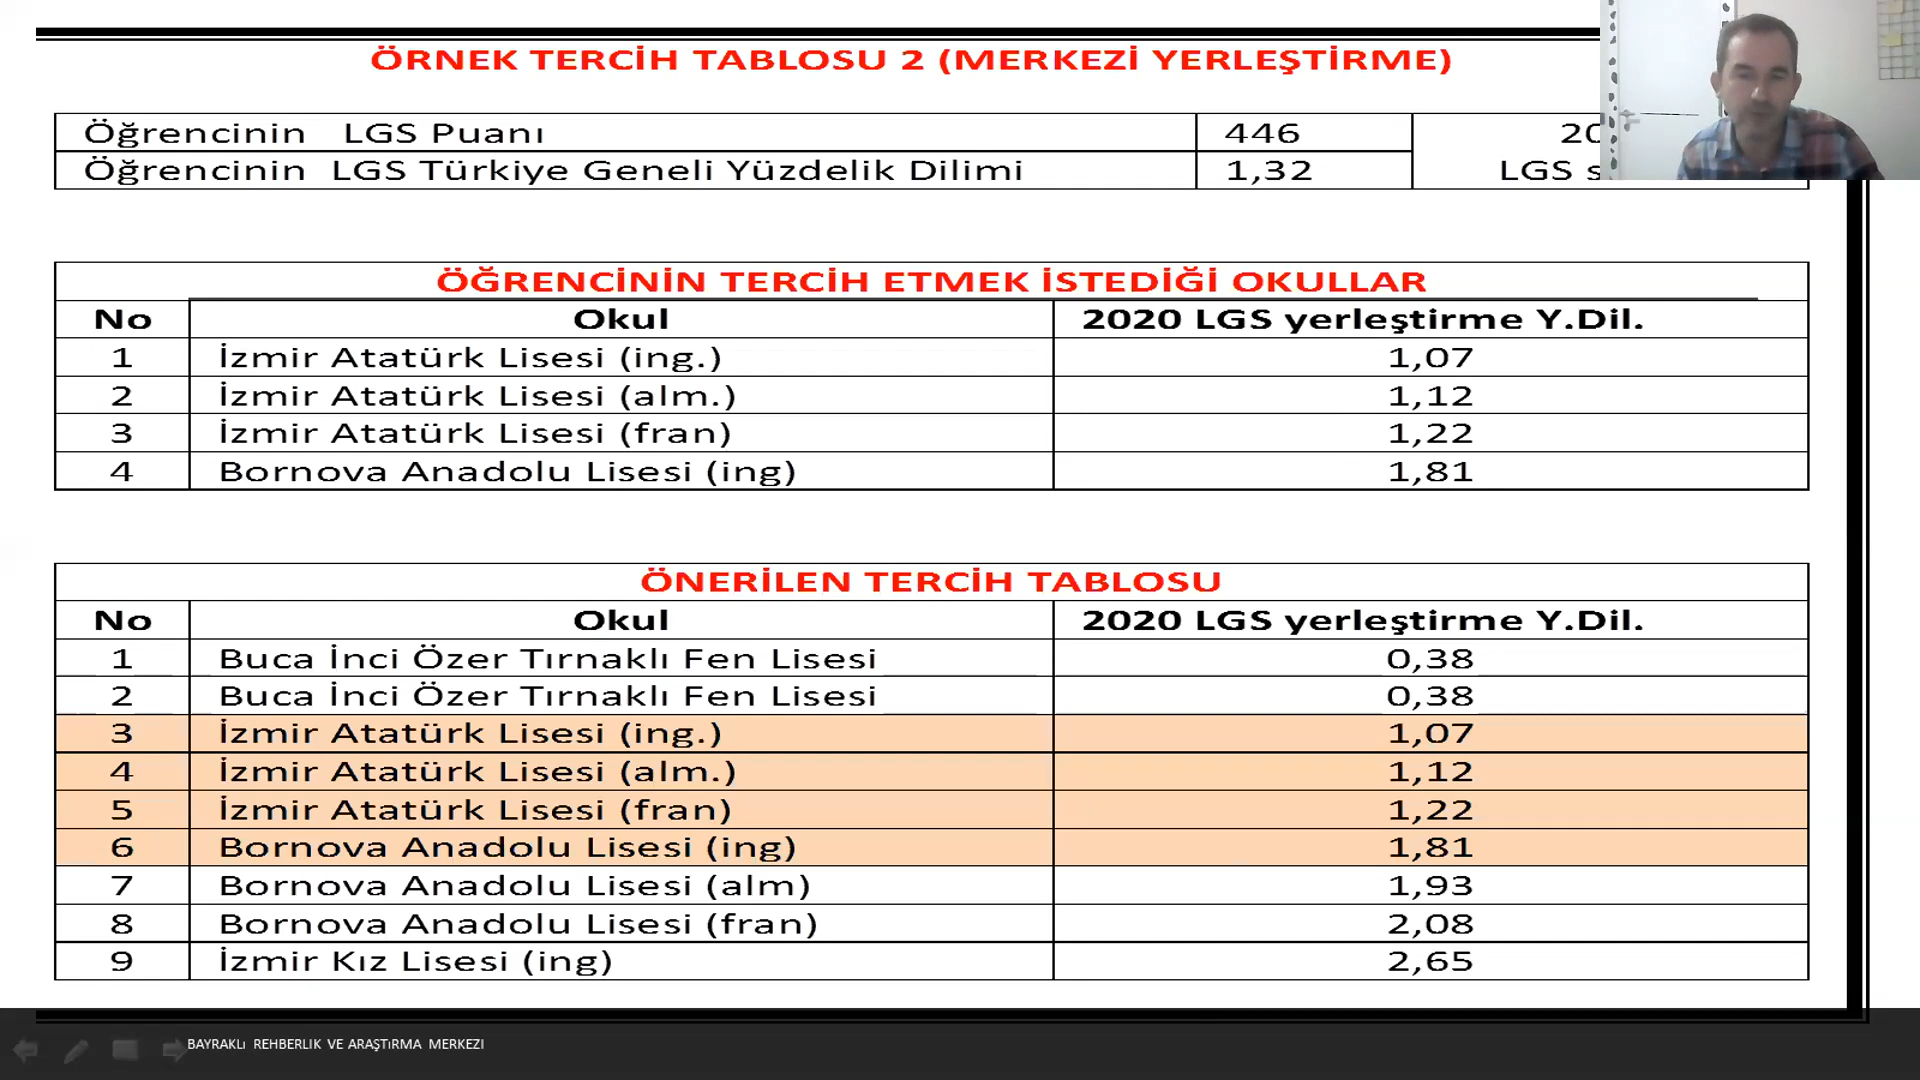 ÖRNEK TERCİH TABLOSU 2 (MERKEZİ YERLEŞTİRME)
Öğrencinin LGS Puanı 446
Öğrencinin LGS Türkiye Geneli Yüzdelik Dilimi 1,32 LGS
ÖĞRENCİNİN TERCİH ETMEK İSTEDİĞİ OKULLAR
No Okul 2020 LGS yerleştirme Y.Dil.
1 İzmir Atatürk Lisesi (ing.) 1,07
2 İzmir Atatürk Lisesi (alm.) 1,12
3 İzmir Atatürk Lisesi (fran) 1,22
4 Bornova Anadolu Lisesi (ing) 1,81
ÖNERİLEN TERCİH TABLOSU
No Okul 2020 LGS yerleştirme Y.Dil.
1 Buca İnci Özer Tırnaklı Fen Lisesi 0,38
2 Buca İnci Özer Tırnaklı Fen Lisesi 0,38
3 İzmir Atatürk Lisesi (ing.) 1,07
4 İzmir Atatürk Lisesi (alm.) 1,12
5 İzmir Atatürk Lisesi (fran) 1,22
6 Bornova Anadolu Lisesi (ing) 1,81
7 Bornova Anadolu Lisesi (alm) 1,93
8 Bornova Anadolu Lisesi (fran) 2,08
9 İzmir Kız Lisesi (ing) 2,65
BAYRAKLı REHBERLIK VE ARAŞTıRMA MERKEZI